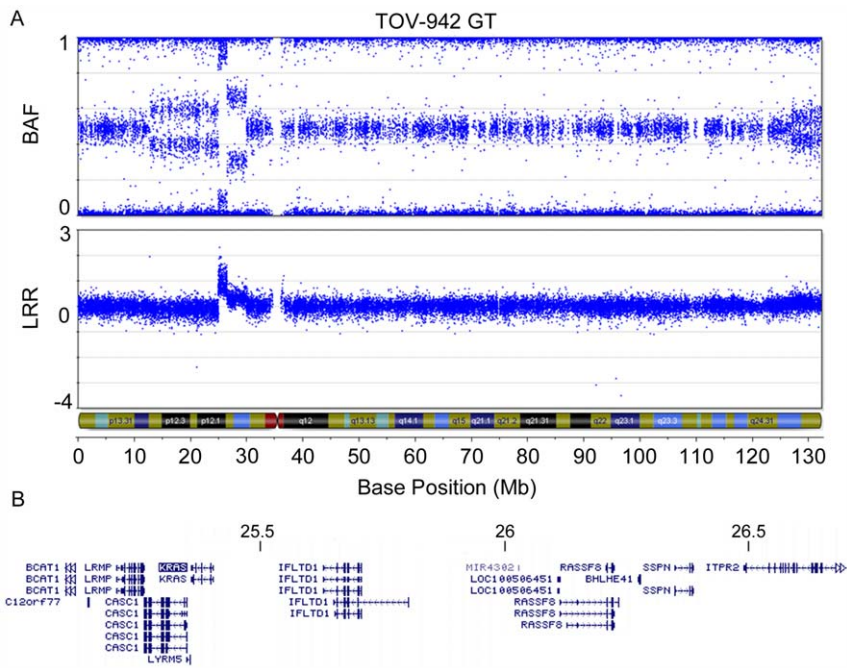 A
TOV-942 GT
1
BAF
0
3
LRR
0
-4
p13.31 p12.3 p12.1 q12 q13.13 q14.1 q15 q21.1 q21.2 q21.31 q22 q23.1 q23.3 q24.31
0 10 20 30 40 50 60 70 80 90 100 110 120 130
Base Position (Mb)
B
25.5 26 26.5
BCAT1 LRMP KRAS IFLTD1 MIR4302 RASSF8 SSPN ITPR2
BCAT1 LRMP KRAS IFLTD1 LOC100506451 BHLHE41
BCAT1 LRMP IFLTD1 LOC100506451 RASSF8 SSPN
C12orf77 CASC1 IFLTD1 RASSF8
CASC1 IFLTD1 RASSF8
CASC1
CASC1
CASC1
LYRM5